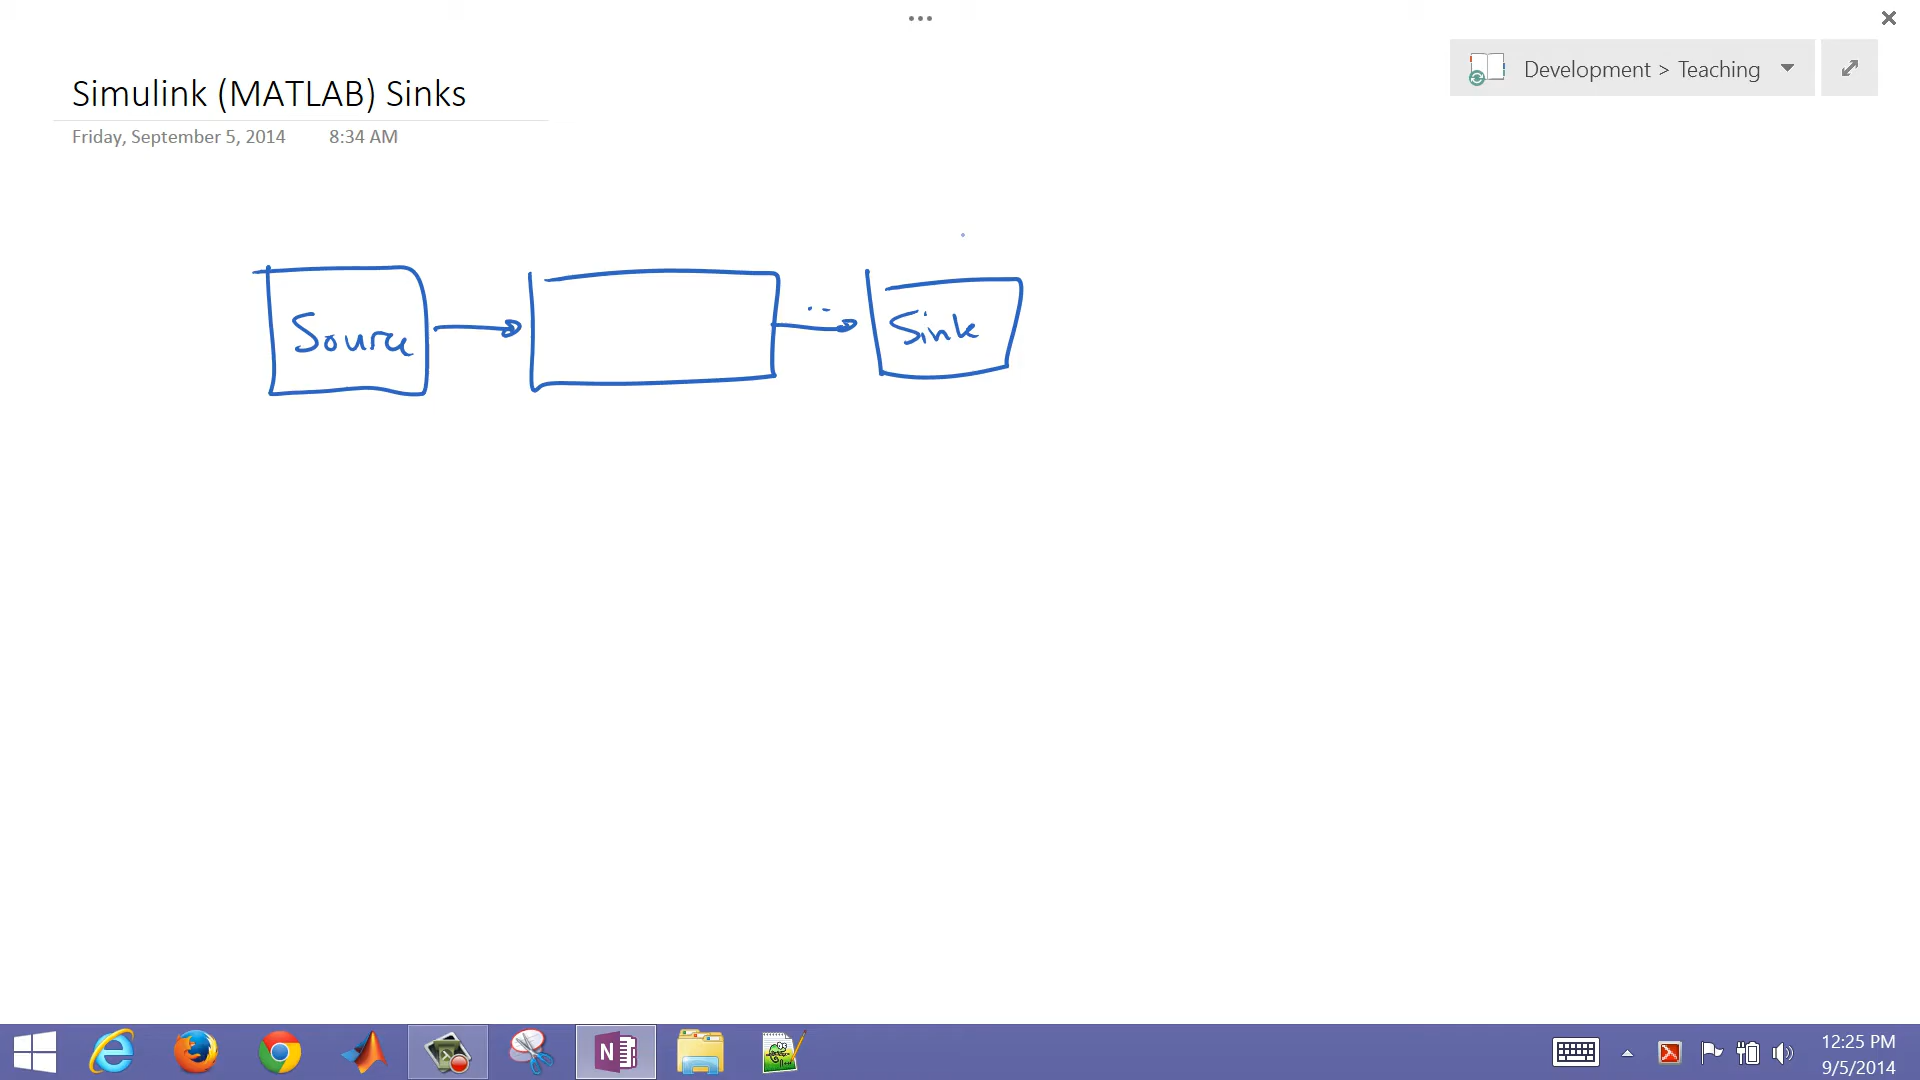 Simulink (MATLAB) Sinks
Friday, September 5, 2014 8:34 AM
Development > Teaching
Source
Sink
12:25 PM
9/5/2014